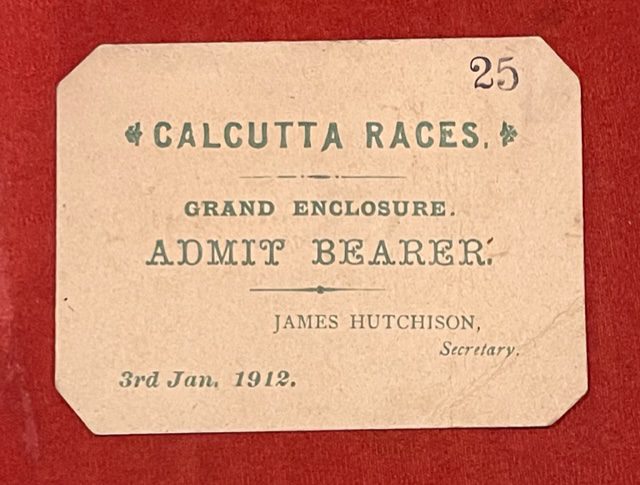 25
CALCUTTA RACES.
GRAND ENCLOSURE.
ADMIT BEARER.
JAMES HUTCHISON,
Secretary.
3rd Jan. 1912.